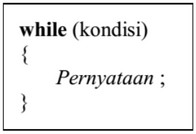 while (kondisi)
{
Pernyataan ;
}